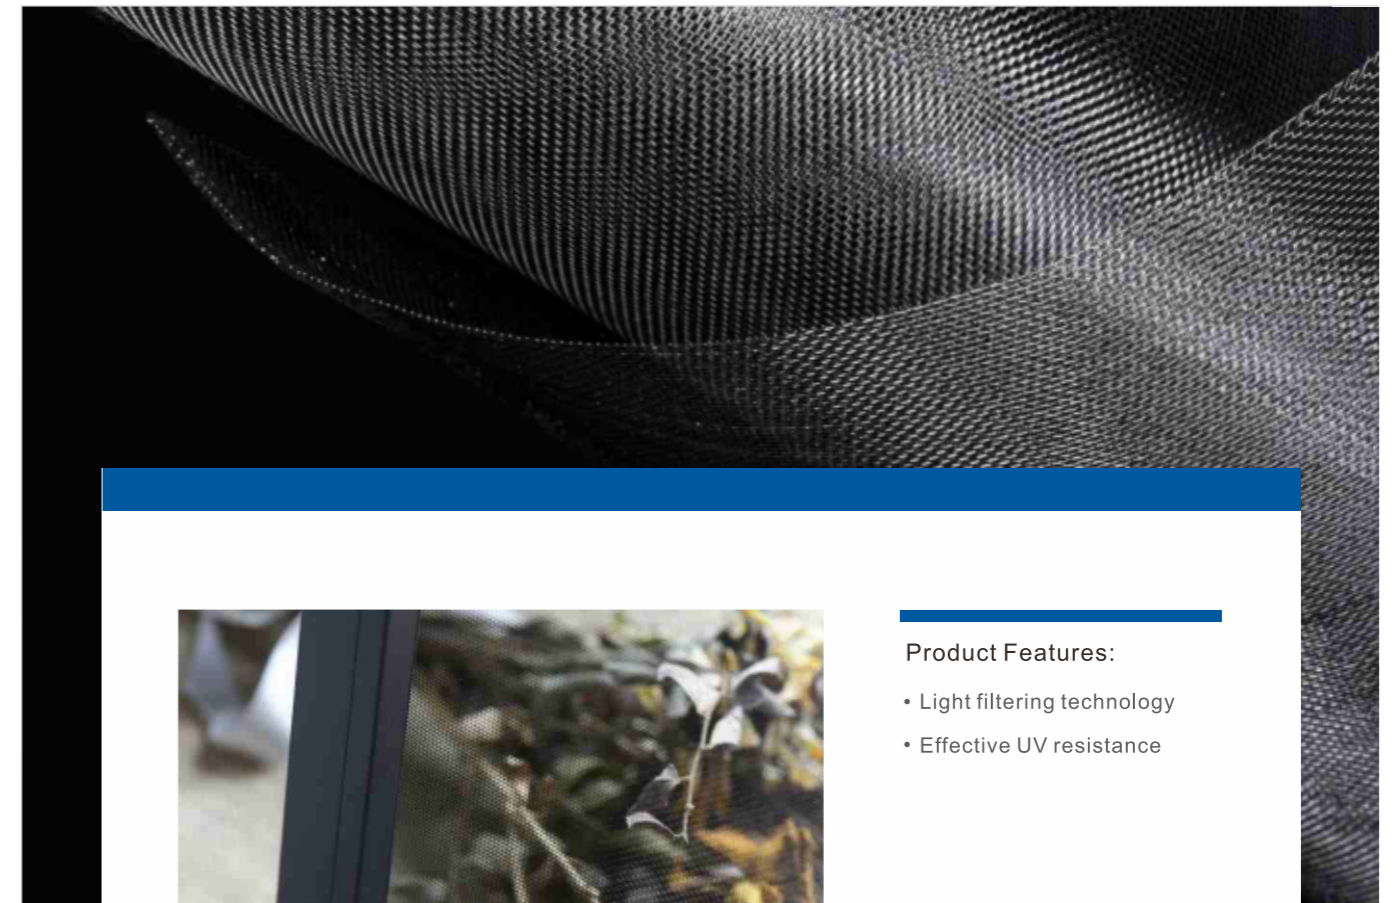 Product Features:
• Light filtering technology
• Effective UV resistance